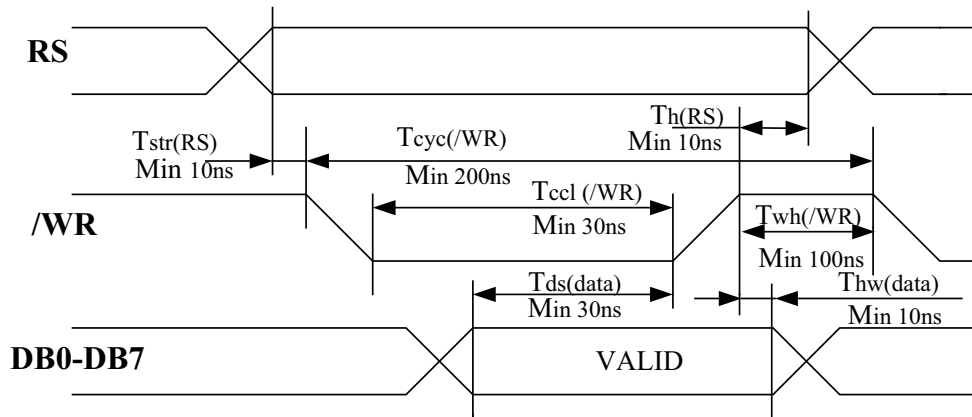 RS
Th(RS)
Min 10ns
Tstr(RS)
Min 10ns
Tcyc(/WR)
Min 200ns
/WR
Tccl (/WR)
Min 30ns
Twh(/WR)
Min 100ns
Tds(data)
Min 30ns
Thw(data)
Min 10ns
DB0-DB7
VALID